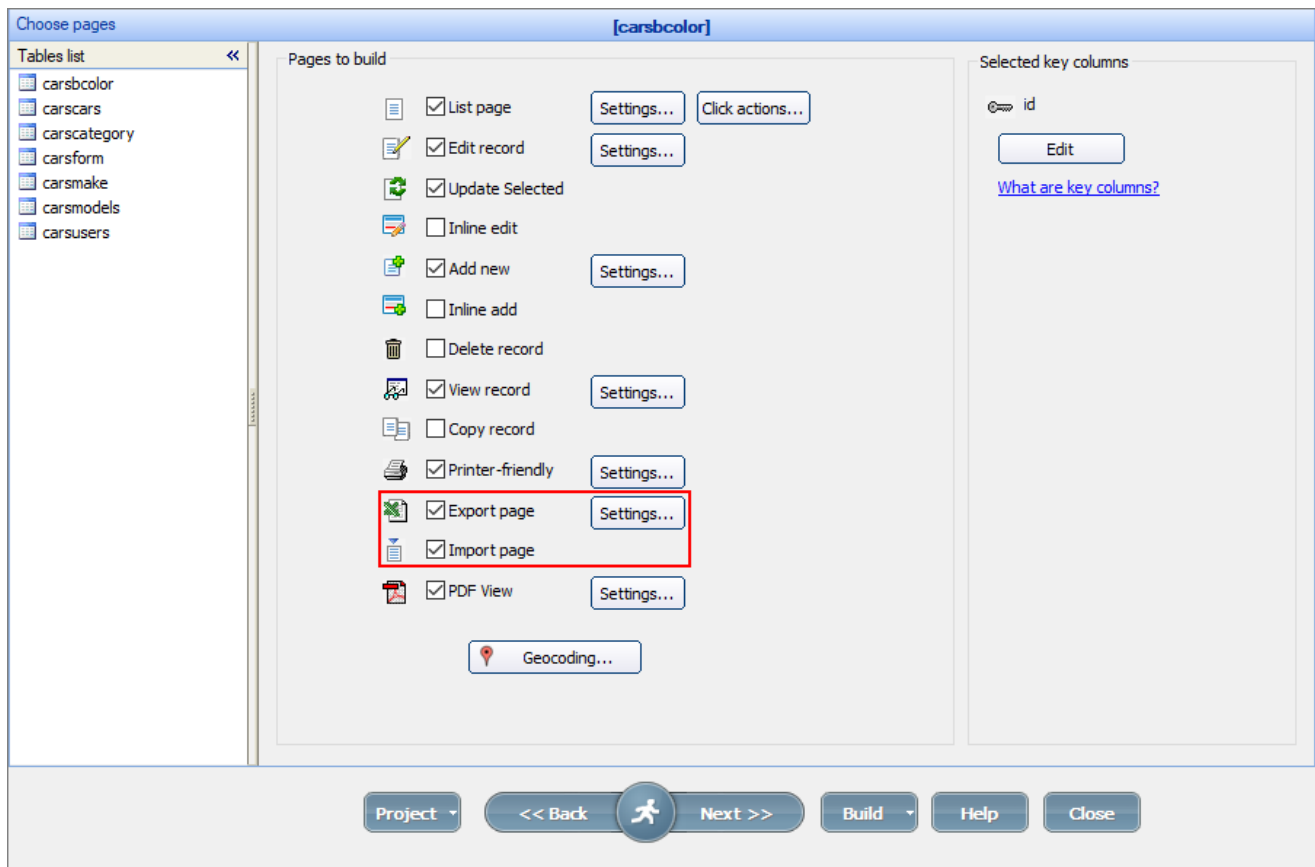 Choose pages
[carsbcolor]
Tables list «
carsbcolor
carscars
carscategory
carsform
carsmake
carsmodels
carsusers
Pages to build
List page Settings... Click actions...
Edit record Settings...
Update Selected
Inline edit
Add new Settings...
Inline add
Delete record
View record Settings...
Copy record
Printer-friendly Settings...
Export page Settings...
Import page
PDF View Settings...
Geocoding...
Selected key columns
id
Edit
What are key columns?
Project << Back Next >> Build Help Close